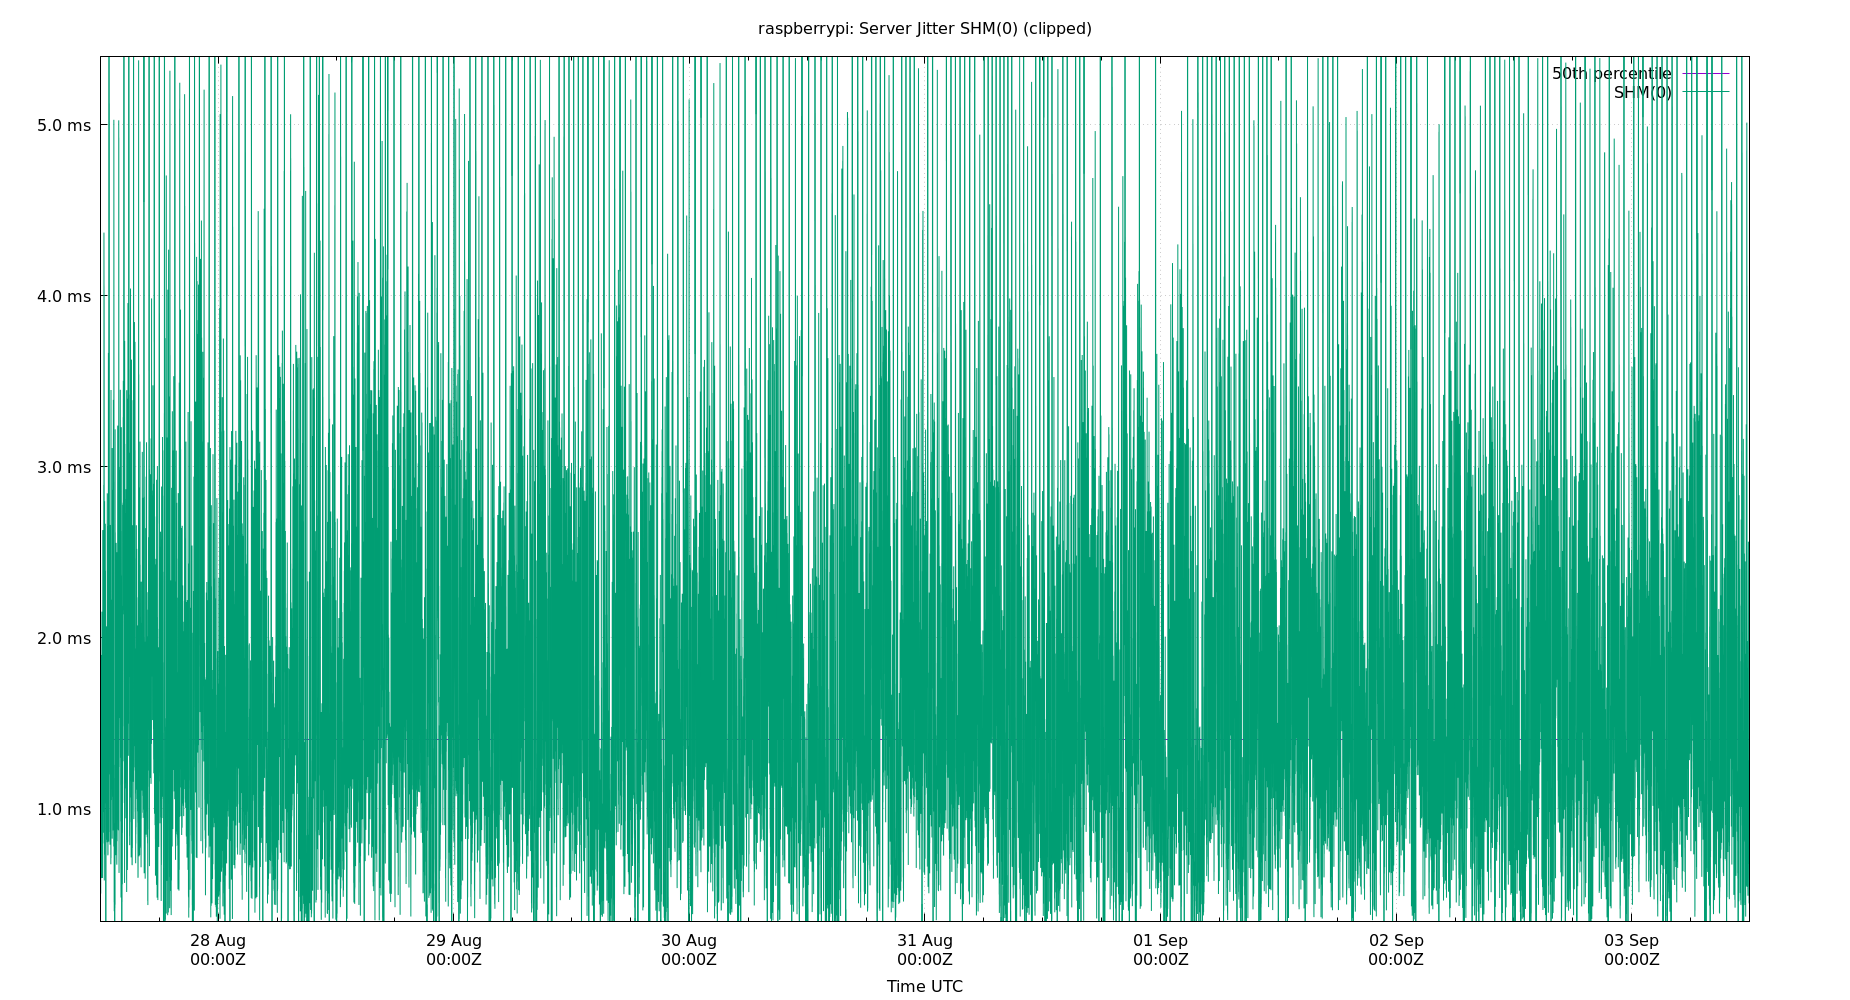 raspberrypi: Server Jitter SHM(0) (clipped)
50th percentile
SHM(0)
5.0 ms
4.0 ms
3.0 ms
2.0 ms
1.0 ms
28 Aug 29 Aug 30 Aug 31 Aug 01 Sep 02 Sep 03 Sep
00:00Z 00:00Z 00:00Z 00:00Z 00:00Z 00:00Z 00:00Z
Time UTC